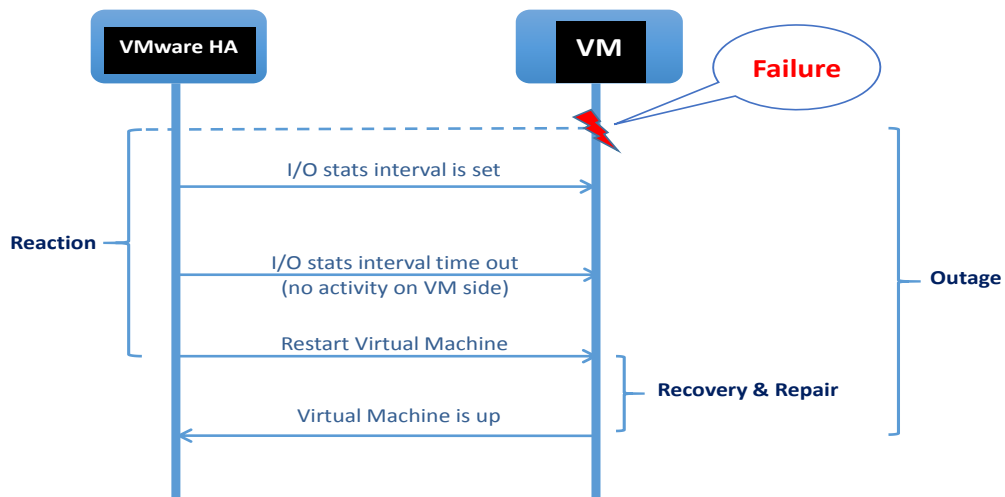 VMware HA
VM
Failure
I/O stats interval is set
Reaction
I/O stats interval time out
(no activity on VM side)
Outage
Restart Virtual Machine
Recovery & Repair
Virtual Machine is up